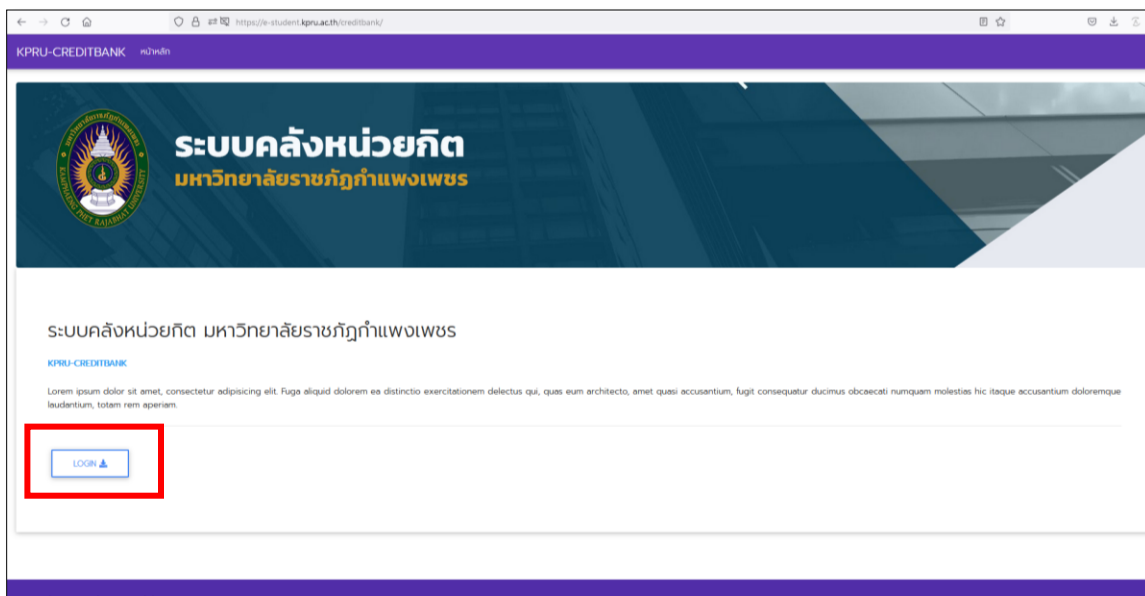 https://e-student.kpru.ac.th/creditbank/
KPRU-CREDITBANK หน้าหลัก
ระบบคลังหน่วยกิต
มหาวิทยาลัยราชภัฏกำแพงเพชร
KAMPHAENG PHET RAJABHAT UNIVERSITY
ระบบคลังหน่วยกิต มหาวิทยาลัยราชภัฏกำแพงเพชร
KPRU-CREDITBANK
Lorem ipsum dolor sit amet, consectetur adipisicing elit. Fuga aliquid dolorem ea distinctio exercitationem delectus qui, quas eum architecto, amet quasi accusantium, fugit consequatur ducimus obcaecati numquam molestias hic itaque accusantium doloremque
laudantium, totam rem aperiam.
LOGIN